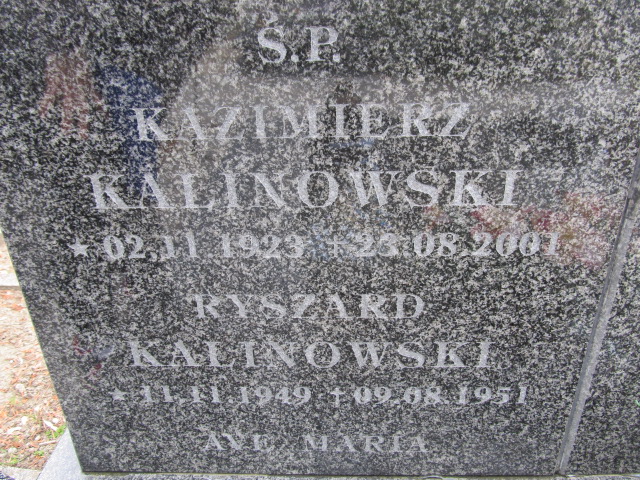 Ś.P.
KAZIMIERZ
KALINOWSKI
* 02.11.1923 + 23.08.2001
RYSZARD
KALINOWSKI
* 11.11.1949 + 09.08.1951
AVE MARIA